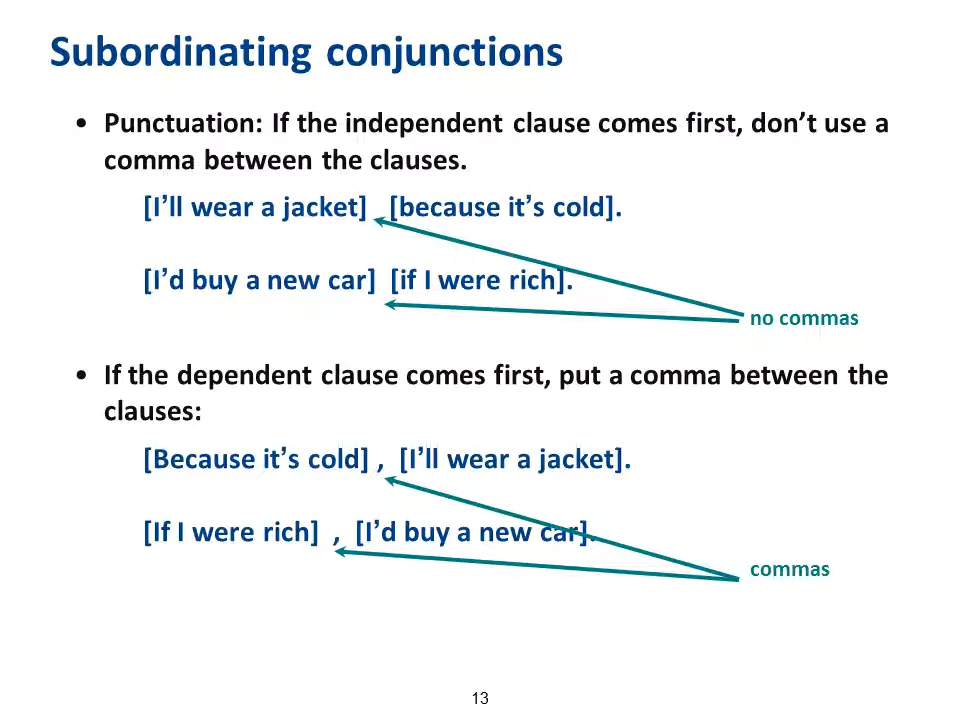 Subordinating conjunctions
• Punctuation: If the independent clause comes first, don’t use a
comma between the clauses.
[I’ll wear a jacket] [because it’s cold].
[I’d buy a new car] [if I were rich].
no commas
• If the dependent clause comes first, put a comma between the
clauses:
[Because it’s cold] , [I’ll wear a jacket].
[If I were rich] , [I’d buy a new car].
commas
13